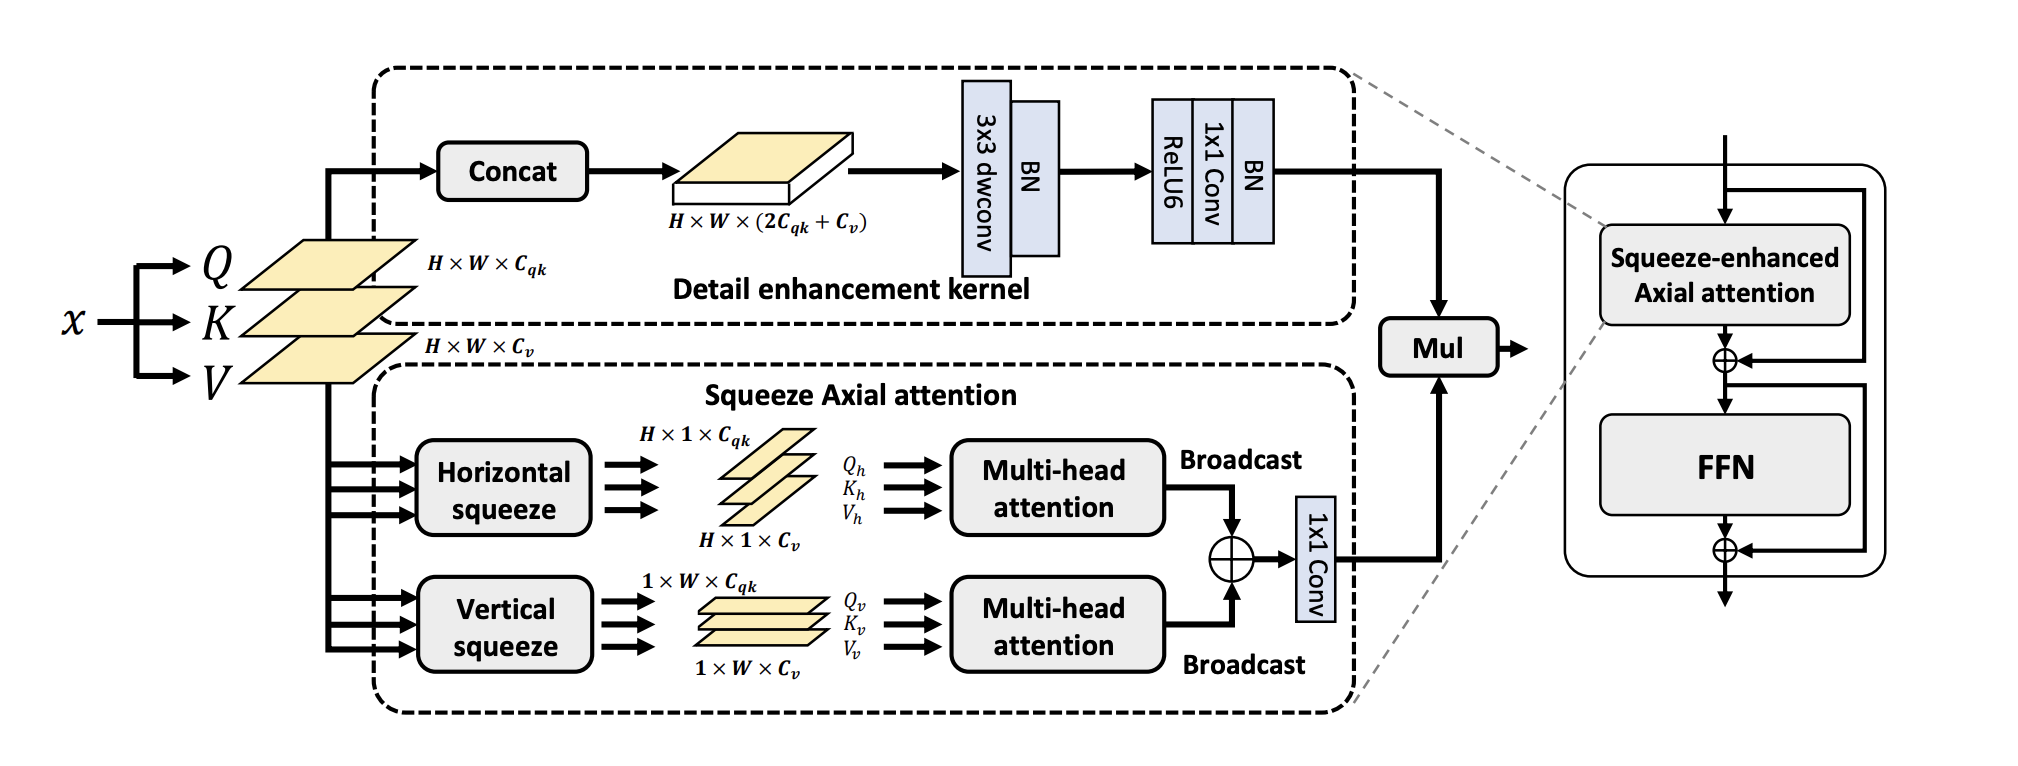 x
Q
K
V
H × W × C_qk
H × W × C_v
Concat
H × W × (2C_qk + C_v)
3x3 dwconv
BN
ReLU6
1x1 Conv
BN
Detail enhancement kernel
Squeeze Axial attention
Horizontal
squeeze
H × 1 × C_qk
H × 1 × C_v
Q_h
K_h
V_h
Multi-head
attention
Broadcast
Vertical
squeeze
1 × W × C_qk
1 × W × C_v
Q_v
K_v
V_v
Multi-head
attention
Broadcast
1x1 Conv
Mul
Squeeze-enhanced
Axial attention
FFN